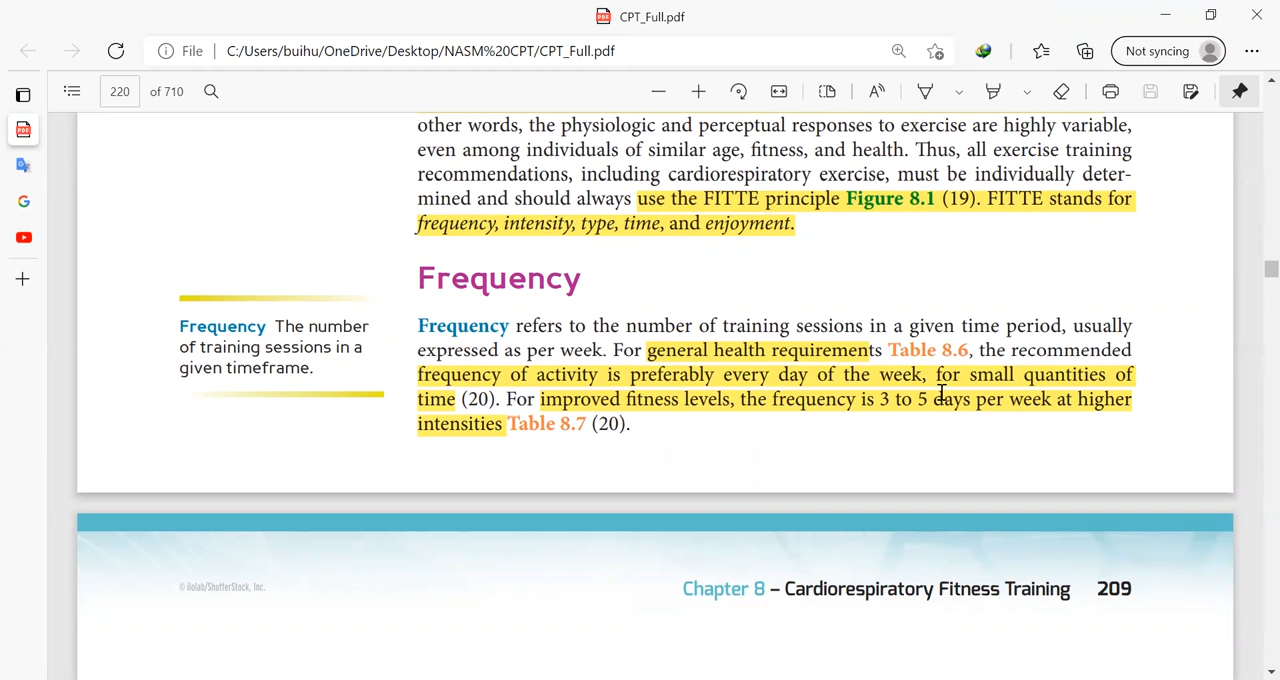 CPT_Full.pdf
File | C:/Users/buihu/OneDrive/Desktop/NASM%20CPT/CPT_Full.pdf
Not syncing
220 of 710
other words, the physiologic and perceptual responses to exercise are highly variable,
even among individuals of similar age, fitness, and health. Thus, all exercise training
recommendations, including cardiorespiratory exercise, must be individually deter-
mined and should always use the FITTE principle Figure 8.1 (19). FITTE stands for
frequency, intensity, type, time, and enjoyment.
Frequency
Frequency The number
of training sessions in a
given timeframe.
Frequency refers to the number of training sessions in a given time period, usually
expressed as per week. For general health requirements Table 8.6, the recommended
frequency of activity is preferably every day of the week, for small quantities of
time (20). For improved fitness levels, the frequency is 3 to 5 days per week at higher
intensities Table 8.7 (20).
© ilolab/ShutterStock, Inc.
Chapter 8 – Cardiorespiratory Fitness Training 209